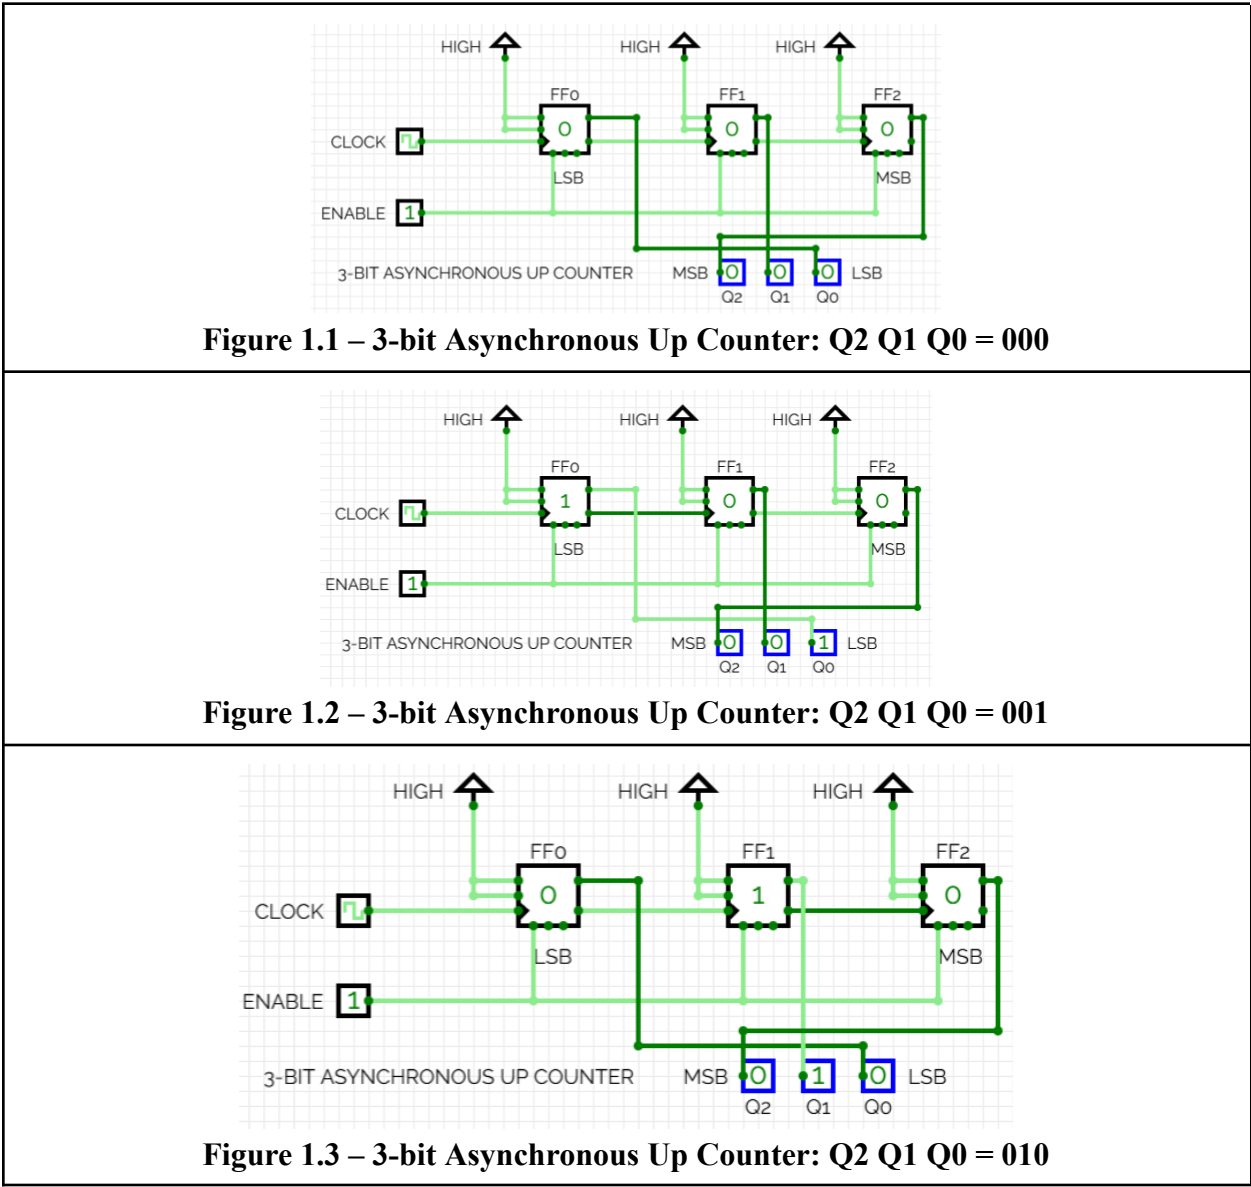 HIGH HIGH HIGH
FF0 FF1 FF2
0 0 0
CLOCK
LSB MSB
ENABLE 1
3-BIT ASYNCHRONOUS UP COUNTER MSB 0 0 0 LSB
Q2 Q1 Q0
Figure 1.1 – 3-bit Asynchronous Up Counter: Q2 Q1 Q0 = 000
HIGH HIGH HIGH
FF0 FF1 FF2
1 0 0
CLOCK
LSB MSB
ENABLE 1
3-BIT ASYNCHRONOUS UP COUNTER MSB 0 0 1 LSB
Q2 Q1 Q0
Figure 1.2 – 3-bit Asynchronous Up Counter: Q2 Q1 Q0 = 001
HIGH HIGH HIGH
FF0 FF1 FF2
0 1 0
CLOCK
LSB MSB
ENABLE 1
3-BIT ASYNCHRONOUS UP COUNTER MSB 0 1 0 LSB
Q2 Q1 Q0
Figure 1.3 – 3-bit Asynchronous Up Counter: Q2 Q1 Q0 = 010